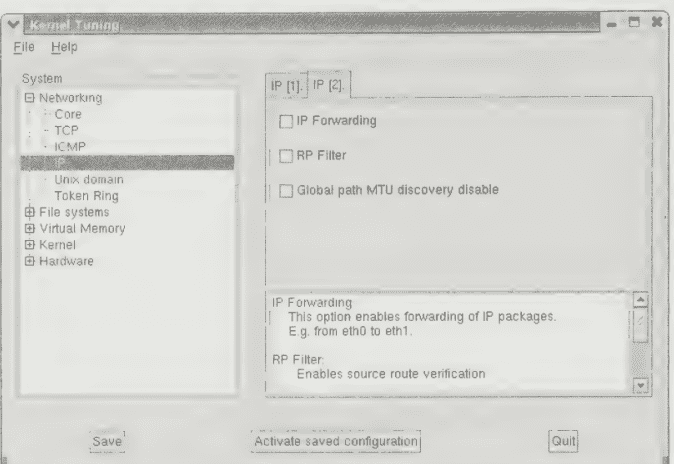 Kernel Tuning
File Help
System
Networking
Core
TCP
ICMP
IP
Unix domain
Token Ring
File systems
Virtual Memory
Kernel
Hardware
IP [1]. IP [2].
IP Forwarding
RP Filter
Global path MTU discovery disable
IP Forwarding
This option enables forwarding of IP packages.
E.g. from eth0 to eth1.
RP Filter:
Enables source route verification
Save Activate saved configuration Quit